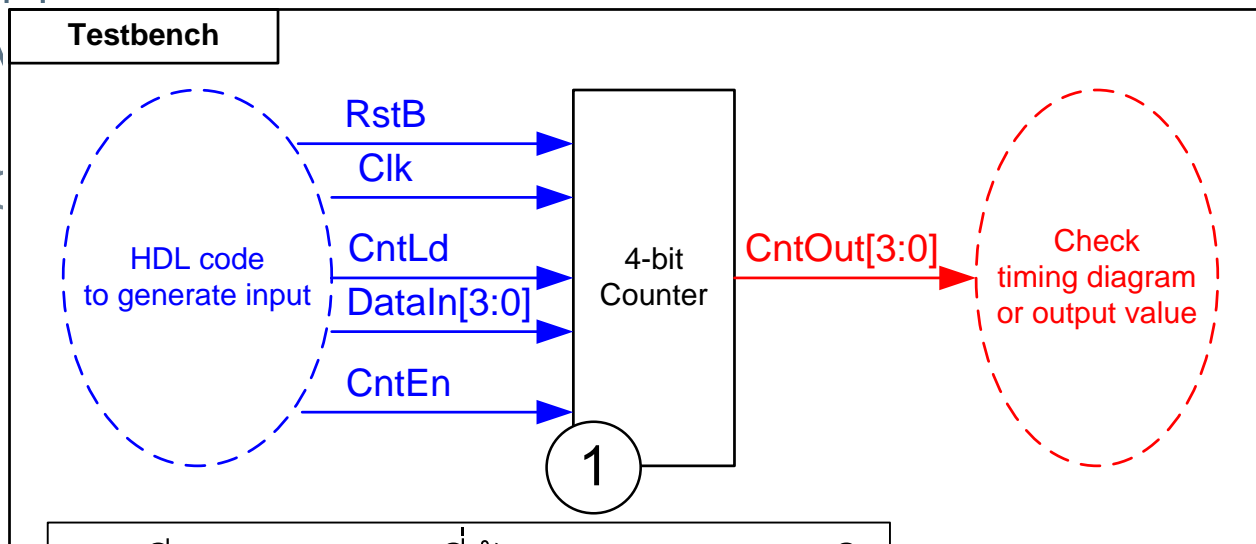 Testbench
RstB
Clk
CntLd
DataIn[3:0]
CntEn
HDL code
to generate input
4-bit
Counter
1
CntOut[3:0]
Check
timing diagram
or output value